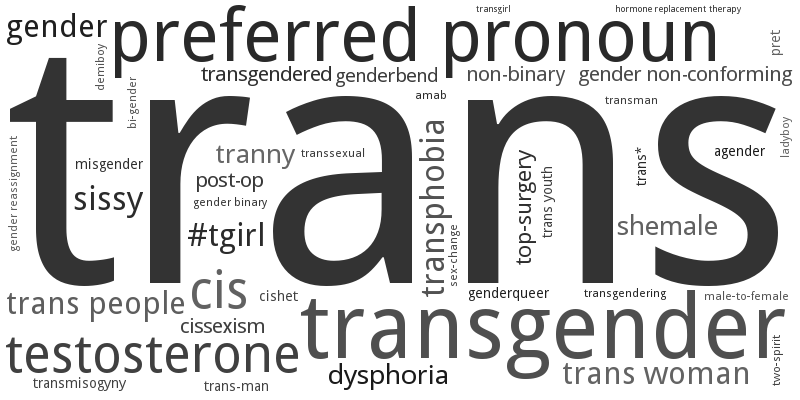 transgirl
hormone replacement therapy
gender
preferred pronoun
pret
demiboy
transgendered
genderbend
non-binary
gender non-conforming
bi-gender
amab
transman
trans
gender reassignment
misgender
tranny
transsexual
transphobia
trans*
agender
ladyboy
sissy
post-op
gender binary
top-surgery
trans youth
#tgirl
sex-change
shemale
trans people
cis
cishet
genderqueer
transgendering
male-to-female
cissexism
transgender
testosterone
dysphoria
trans woman
two-spirit
transmisogyny
trans-man